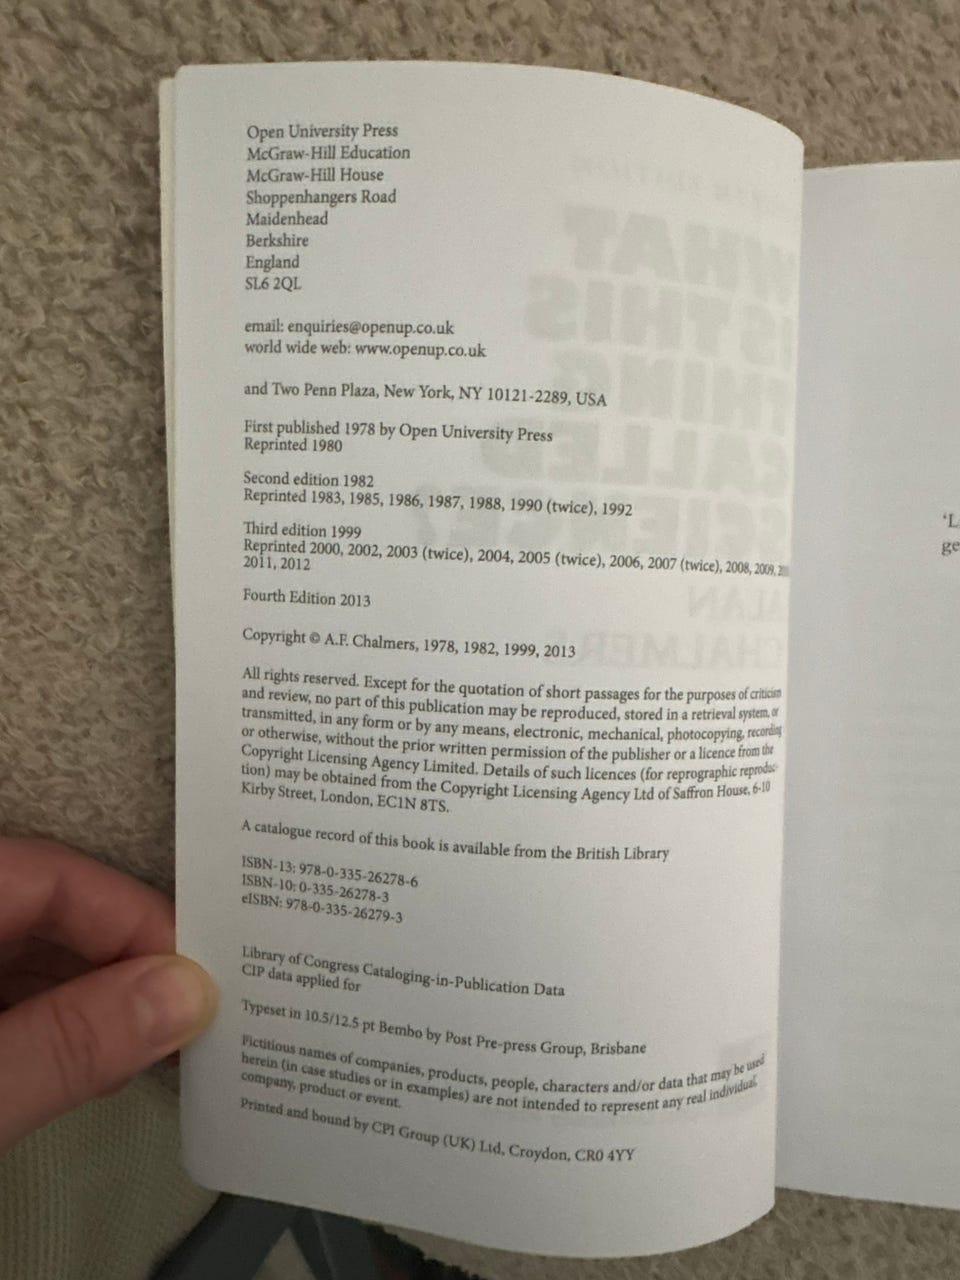 Open University Press
McGraw-Hill Education
McGraw-Hill House
Shoppenhangers Road
Maidenhead
Berkshire
England
SL6 2QL
email: enquiries@openup.co.uk
world wide web: www.openup.co.uk
and Two Penn Plaza, New York, NY 10121-2289, USA
First published 1978 by Open University Press
Reprinted 1980
Second edition 1982
Reprinted 1983, 1985, 1986, 1987, 1988, 1990 (twice), 1992
Third edition 1999
Reprinted 2000, 2002, 2003 (twice), 2004, 2005 (twice), 2006, 2007 (twice), 2008, 2009,
2011, 2012
Fourth Edition 2013
Copyright © A.F. Chalmers, 1978, 1982, 1999, 2013
All rights reserved. Except for the quotation of short passages for the purposes of criticism
and review, no part of this publication may be reproduced, stored in a retrieval system, or
transmitted, in any form or by any means, electronic, mechanical, photocopying, recording
or otherwise, without the prior written permission of the publisher or a licence from the
Copyright Licensing Agency Limited. Details of such licences (for reprographic reproduc-
tion) may be obtained from the Copyright Licensing Agency Ltd of Saffron House, 6-10
Kirby Street, London, EC1N 8TS.
A catalogue record of this book is available from the British Library
ISBN-13: 978-0-335-26278-6
ISBN-10: 0-335-26278-3
eISBN: 978-0-335-26279-3
Library of Congress Cataloging-in-Publication Data
CIP data applied for
Typeset in 10.5/12.5 pt Bembo by Post Pre-press Group, Brisbane
Fictitious names of companies, products, people, characters and/or data that may be used
herein (in case studies or in examples) are not intended to represent any real individual,
company, product or event.
Printed and bound by CPI Group (UK) Ltd, Croydon, CR0 4YY
‘L
ge